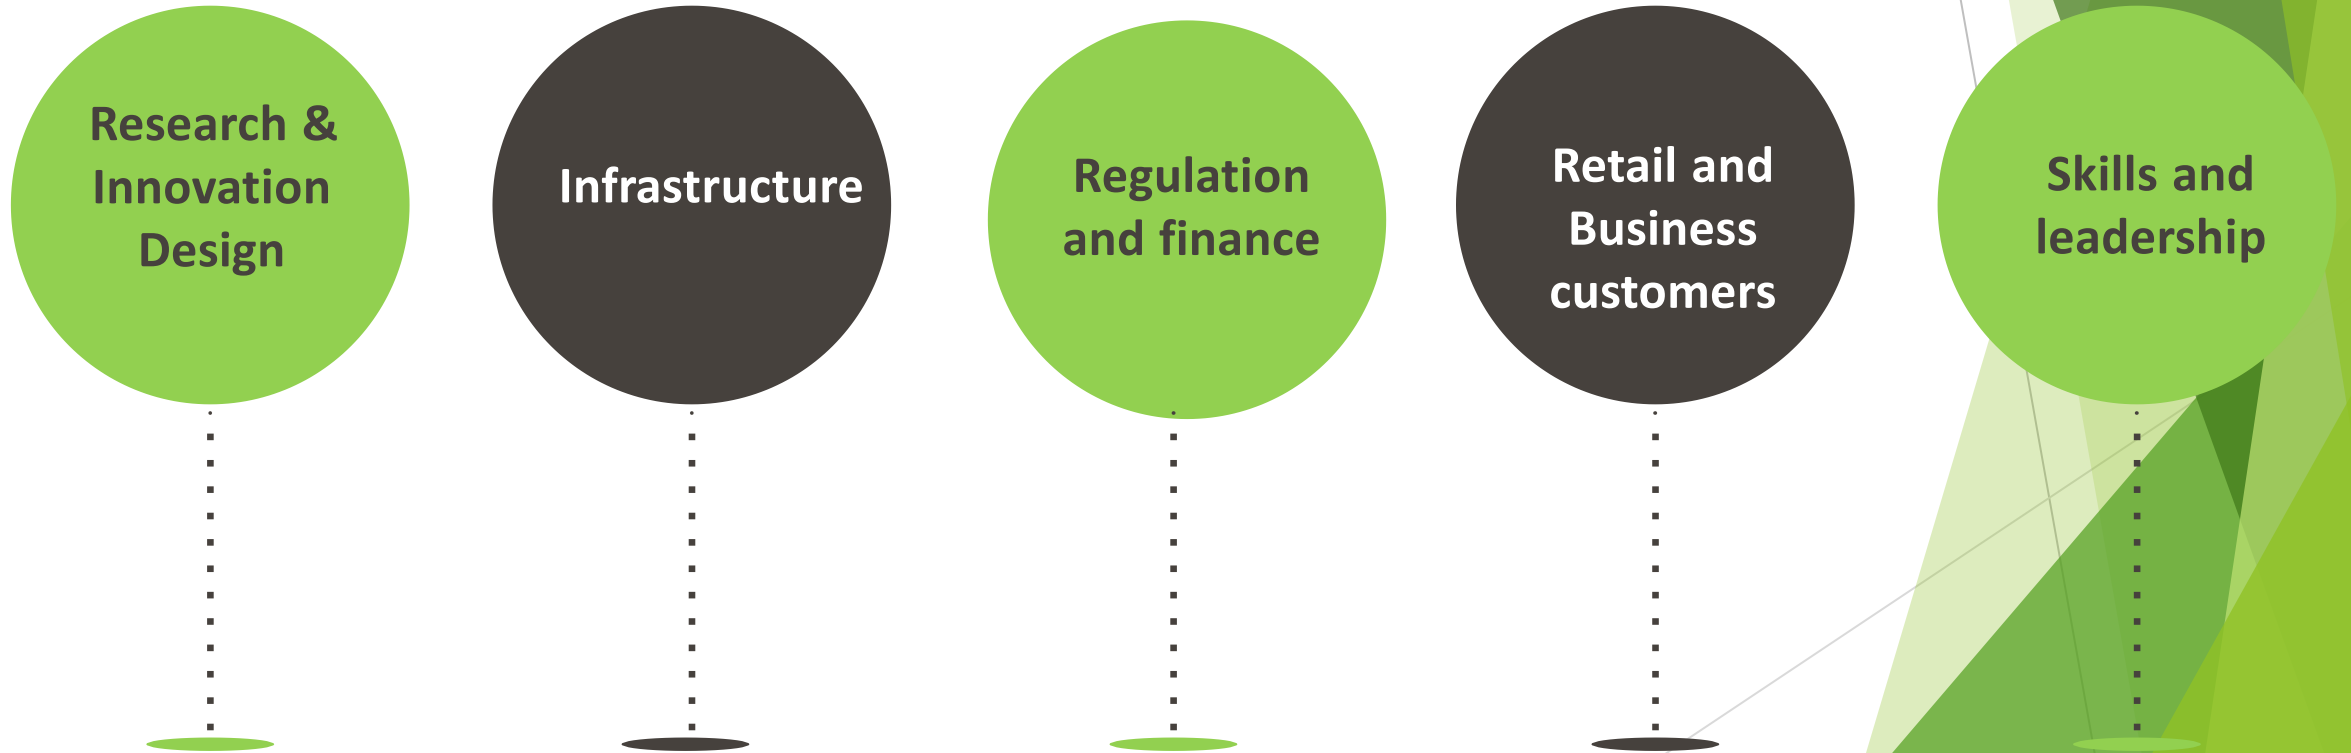 Research &
Innovation
Design
Infrastructure
Regulation
and finance
Retail and
Business
customers
Skills and
leadership